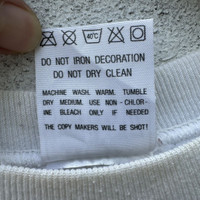 40°C
DO NOT IRON DECORATION
DO NOT DRY CLEAN
MACHINE WASH. WARM. TUMBLE
DRY MEDIUM. USE NON - CHLOR-
INE BLEACH ONLY IF NEEDED
THE COPY MAKERS WILL BE SHOT!